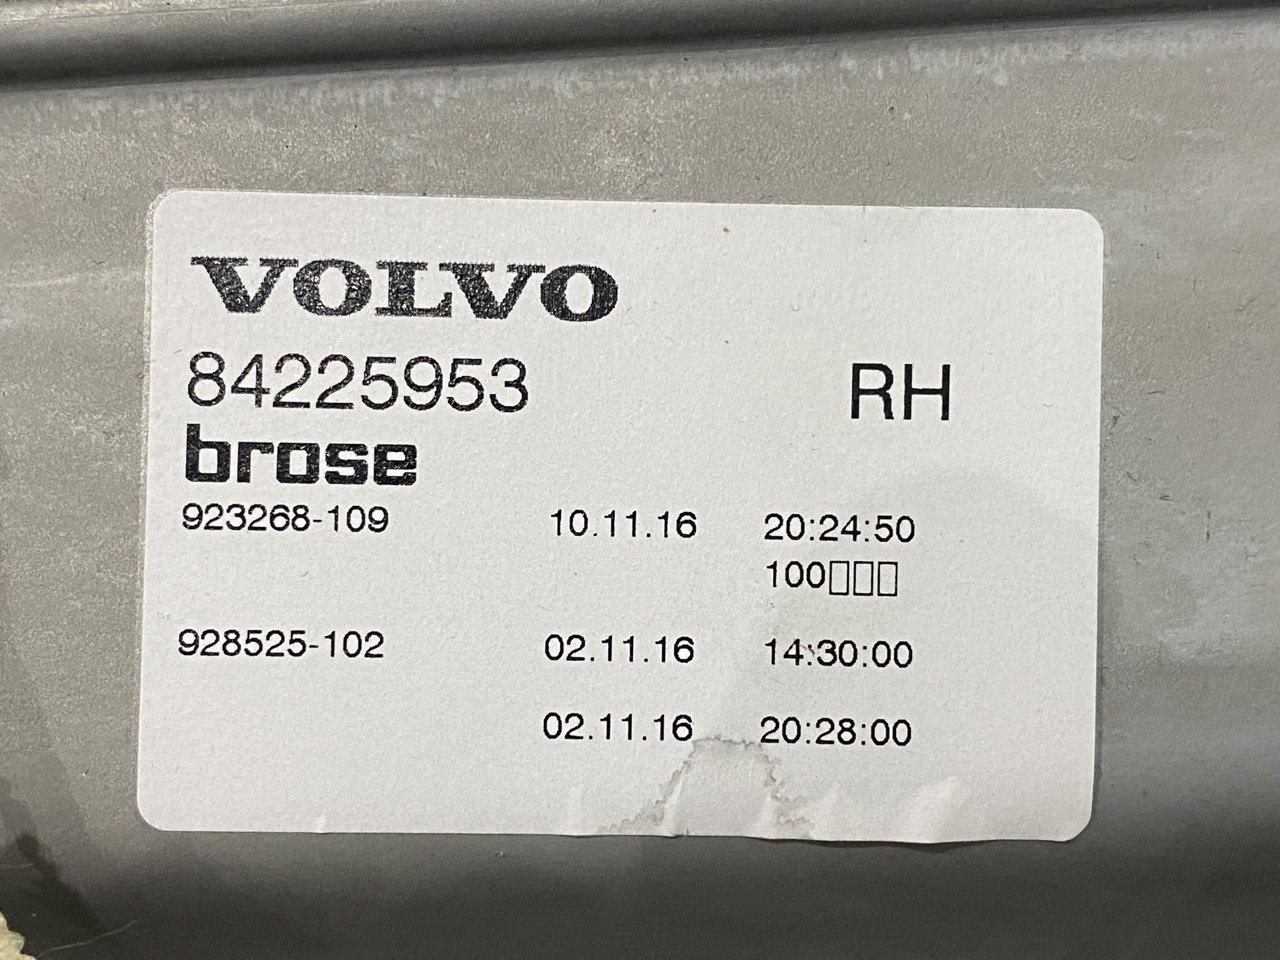 VOLVO
84225953 RH
brose
923268-109 10.11.16 20:24:50
100□□□
928525-102 02.11.16 14:30:00
02.11.16 20:28:00